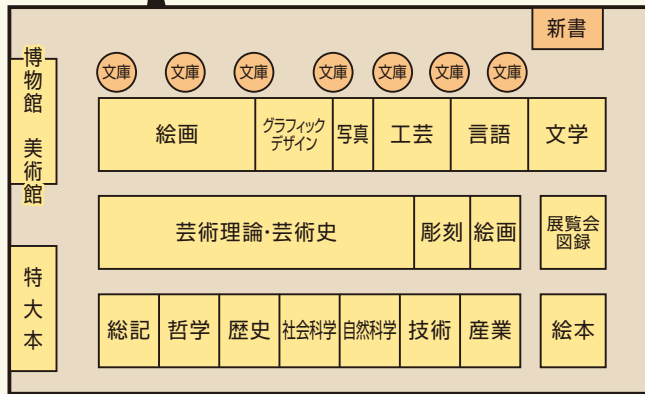 新書
博物館 美術館
文庫
文庫
文庫
文庫
文庫
文庫
文庫
絵画
グラフィック
デザイン
写真
工芸
言語
文学
芸術理論・芸術史
彫刻
絵画
展覧会
図録
特大本
総記
哲学
歴史
社会科学
自然科学
技術
産業
絵本